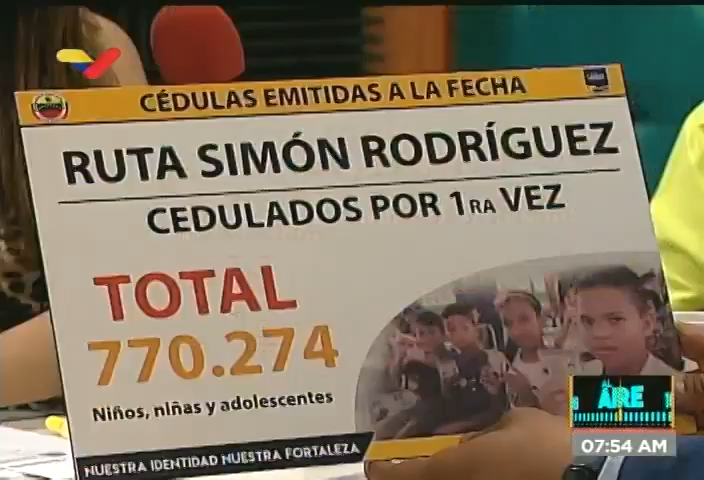 CÉDULAS EMITIDAS A LA FECHA
RUTA SIMÓN RODRÍGUEZ
CEDULADOS POR 1RA VEZ
TOTAL
770.274
Niños, niñas y adolescentes
NUESTRA IDENTIDAD NUESTRA FORTALEZA
AL
AIRE
07:54 AM